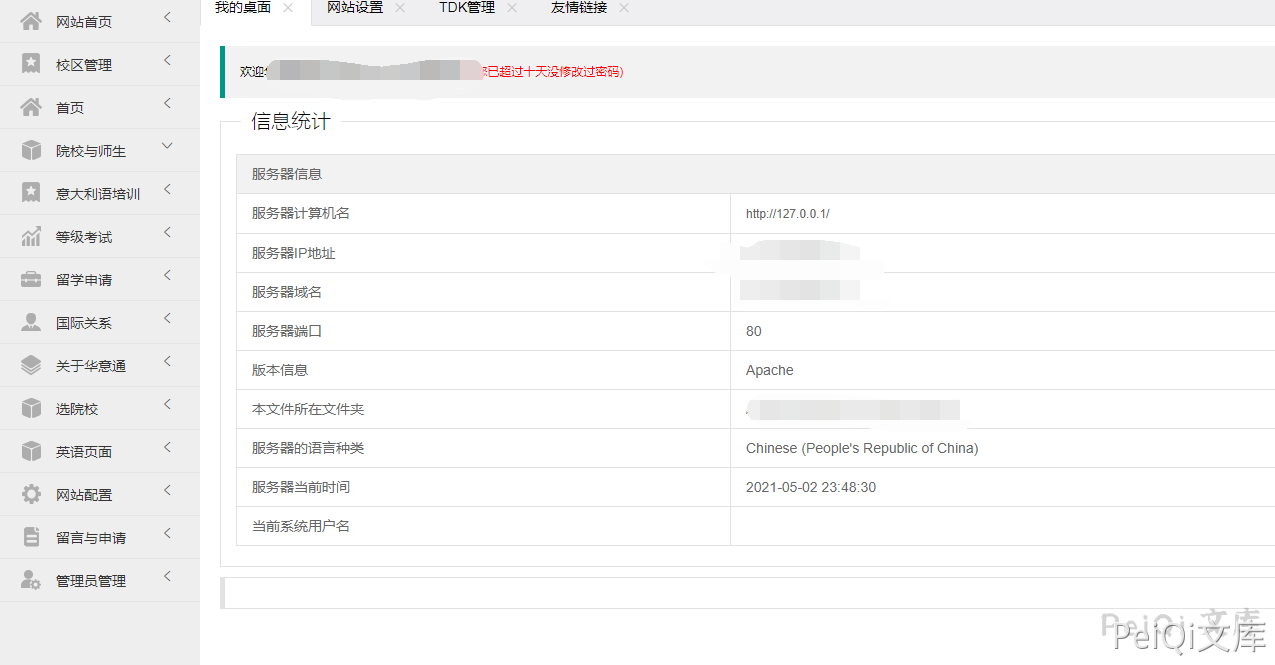 我的桌面
网站设置
TDK管理
友情链接
网站首页
校区管理
首页
院校与师生
意大利语培训
等级考试
留学申请
国际关系
关于华意通
选院校
英语页面
网站配置
留言与申请
管理员管理
欢迎 已超过十天没修改过密码)
信息统计
服务器信息
服务器计算机名 http://127.0.0.1/
服务器IP地址
服务器域名
服务器端口 80
版本信息 Apache
本文件所在文件夹
服务器的语言种类 Chinese (People's Republic of China)
服务器当前时间 2021-05-02 23:48:30
当前系统用户名
PeiQi 文库
PeiQi文库